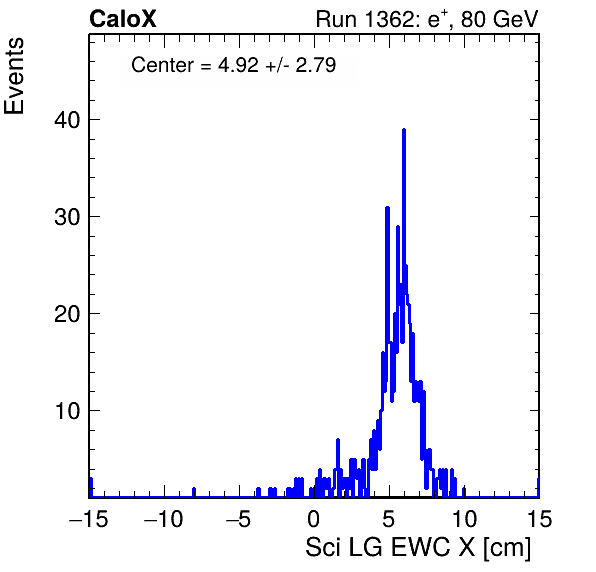 CaloX Run 1362: e⁺, 80 GeV
Center = 4.92 +/- 2.79
Events
40
30
20
10
−15 −10 −5 0 5 10 15
Sci LG EWC X [cm]